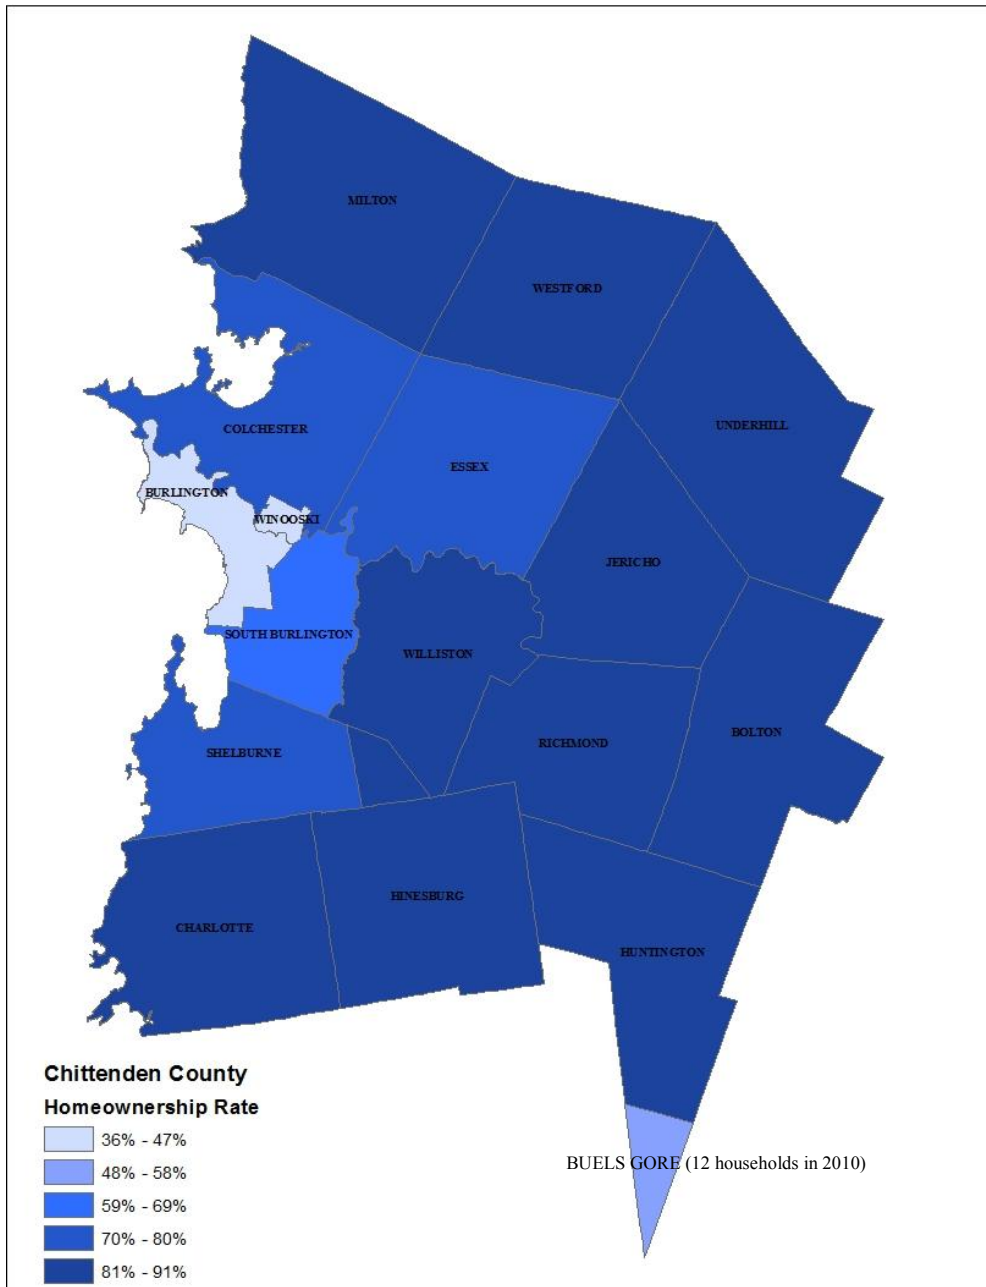 MILTON
WESTFORD
UNDERHILL
COLCHESTER
ESSEX
BURLINGTON
WINOOSKI
JERICHO
SOUTH BURLINGTON
WILLISTON
BOLTON
RICHMOND
SHELBURNE
HINESBURG
CHARLOTTE
HUNTINGTON
Chittenden County
Homeownership Rate
36% - 47%
48% - 58%
59% - 69%
70% - 80%
81% - 91%
BUELS GORE (12 households in 2010)